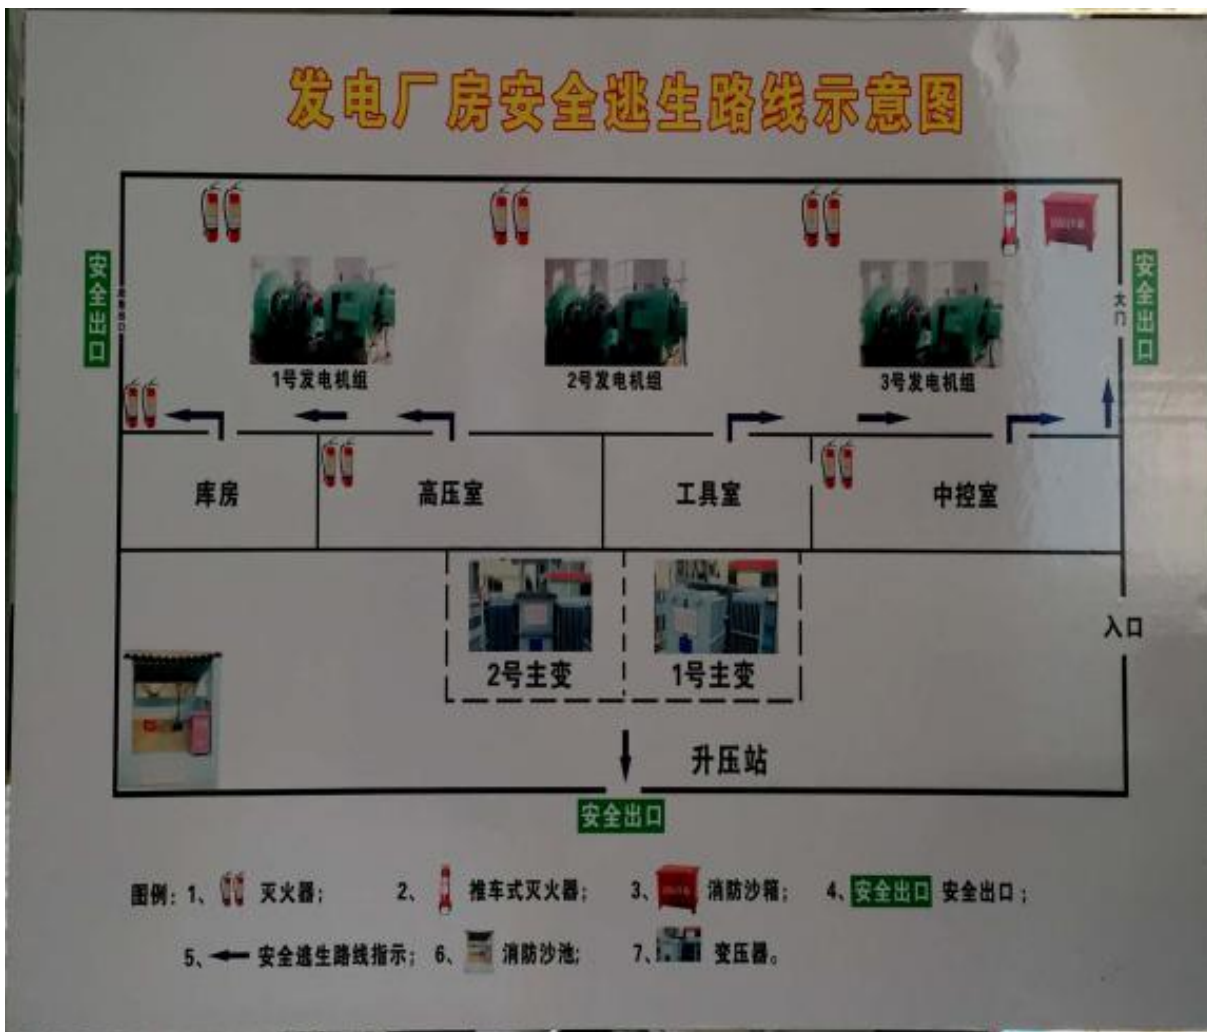 发电厂房安全逃生路线示意图
安全出口
安全出口
大门
1号发电机组
2号发电机组
3号发电机组
库房
高压室
工具室
中控室
2号主变
1号主变
入口
升压站
安全出口
图例：1、灭火器； 2、推车式灭火器； 3、消防沙箱； 4、安全出口 安全出口；
5、安全逃生路线指示； 6、消防沙池; 7、变压器。